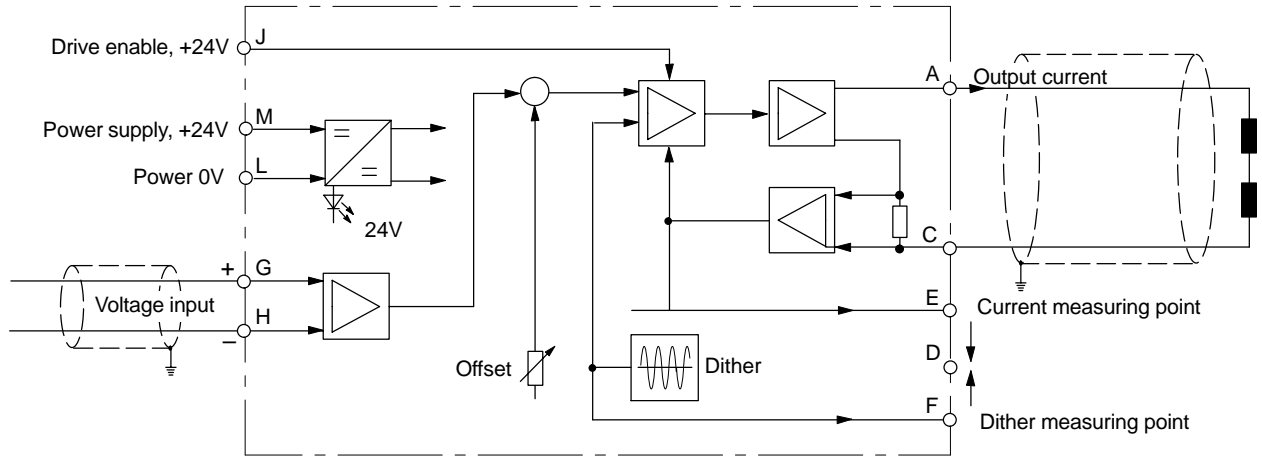 Drive enable, +24V
J
A
Output current
Power supply, +24V
M
Power 0V
L
24V
C
+
G
Voltage input
H
–
E
Current measuring point
D
Offset
Dither
F
Dither measuring point